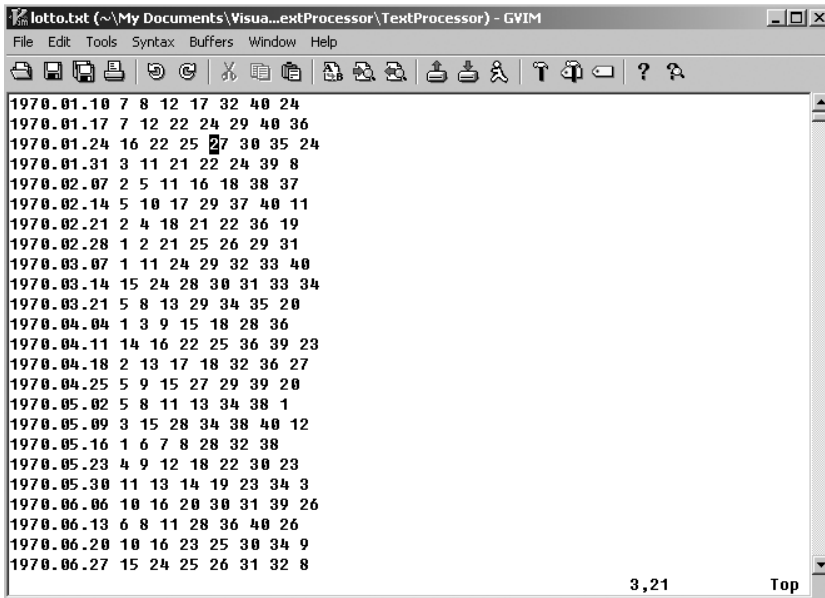 lotto.txt (~\My Documents\Visua...extProcessor\TextProcessor) - GVIM
File Edit Tools Syntax Buffers Window Help
1970.01.10 7 8 12 17 32 40 24
1970.01.17 7 12 22 24 29 40 36
1970.01.24 16 22 25 27 30 35 24
1970.01.31 3 11 21 22 24 39 8
1970.02.07 2 5 11 16 18 38 37
1970.02.14 5 10 17 29 37 40 11
1970.02.21 2 4 18 21 22 36 19
1970.02.28 1 2 21 25 26 29 31
1970.03.07 1 11 24 29 32 33 40
1970.03.14 15 24 28 30 31 33 34
1970.03.21 5 8 13 29 34 35 20
1970.04.04 1 3 9 15 18 28 36
1970.04.11 14 16 22 25 36 39 23
1970.04.18 2 13 17 18 32 36 27
1970.04.25 5 9 15 27 29 39 20
1970.05.02 5 8 11 13 34 38 1
1970.05.09 3 15 28 34 38 40 12
1970.05.16 1 6 7 8 28 32 38
1970.05.23 4 9 12 18 22 30 23
1970.05.30 11 13 14 19 23 34 3
1970.06.06 10 16 20 30 31 39 26
1970.06.13 6 8 11 28 36 40 26
1970.06.20 10 16 23 25 30 34 9
1970.06.27 15 24 25 26 31 32 8
3,21 Top